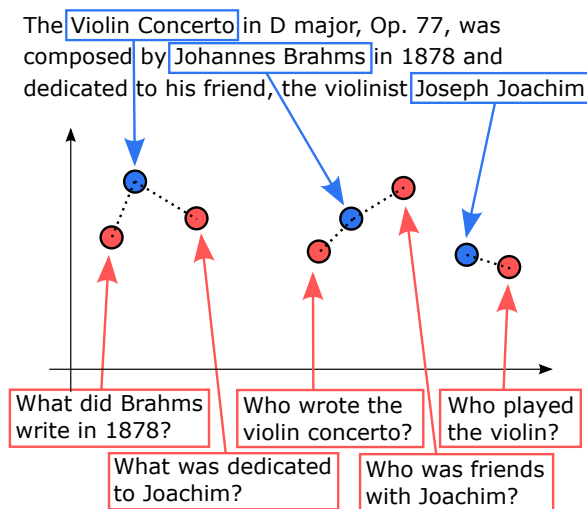 The Violin Concerto in D major, Op. 77, was
composed by Johannes Brahms in 1878 and
dedicated to his friend, the violinist Joseph Joachim
What did Brahms
write in 1878?
What was dedicated
to Joachim?
Who wrote the
violin concerto?
Who was friends
with Joachim?
Who played
the violin?